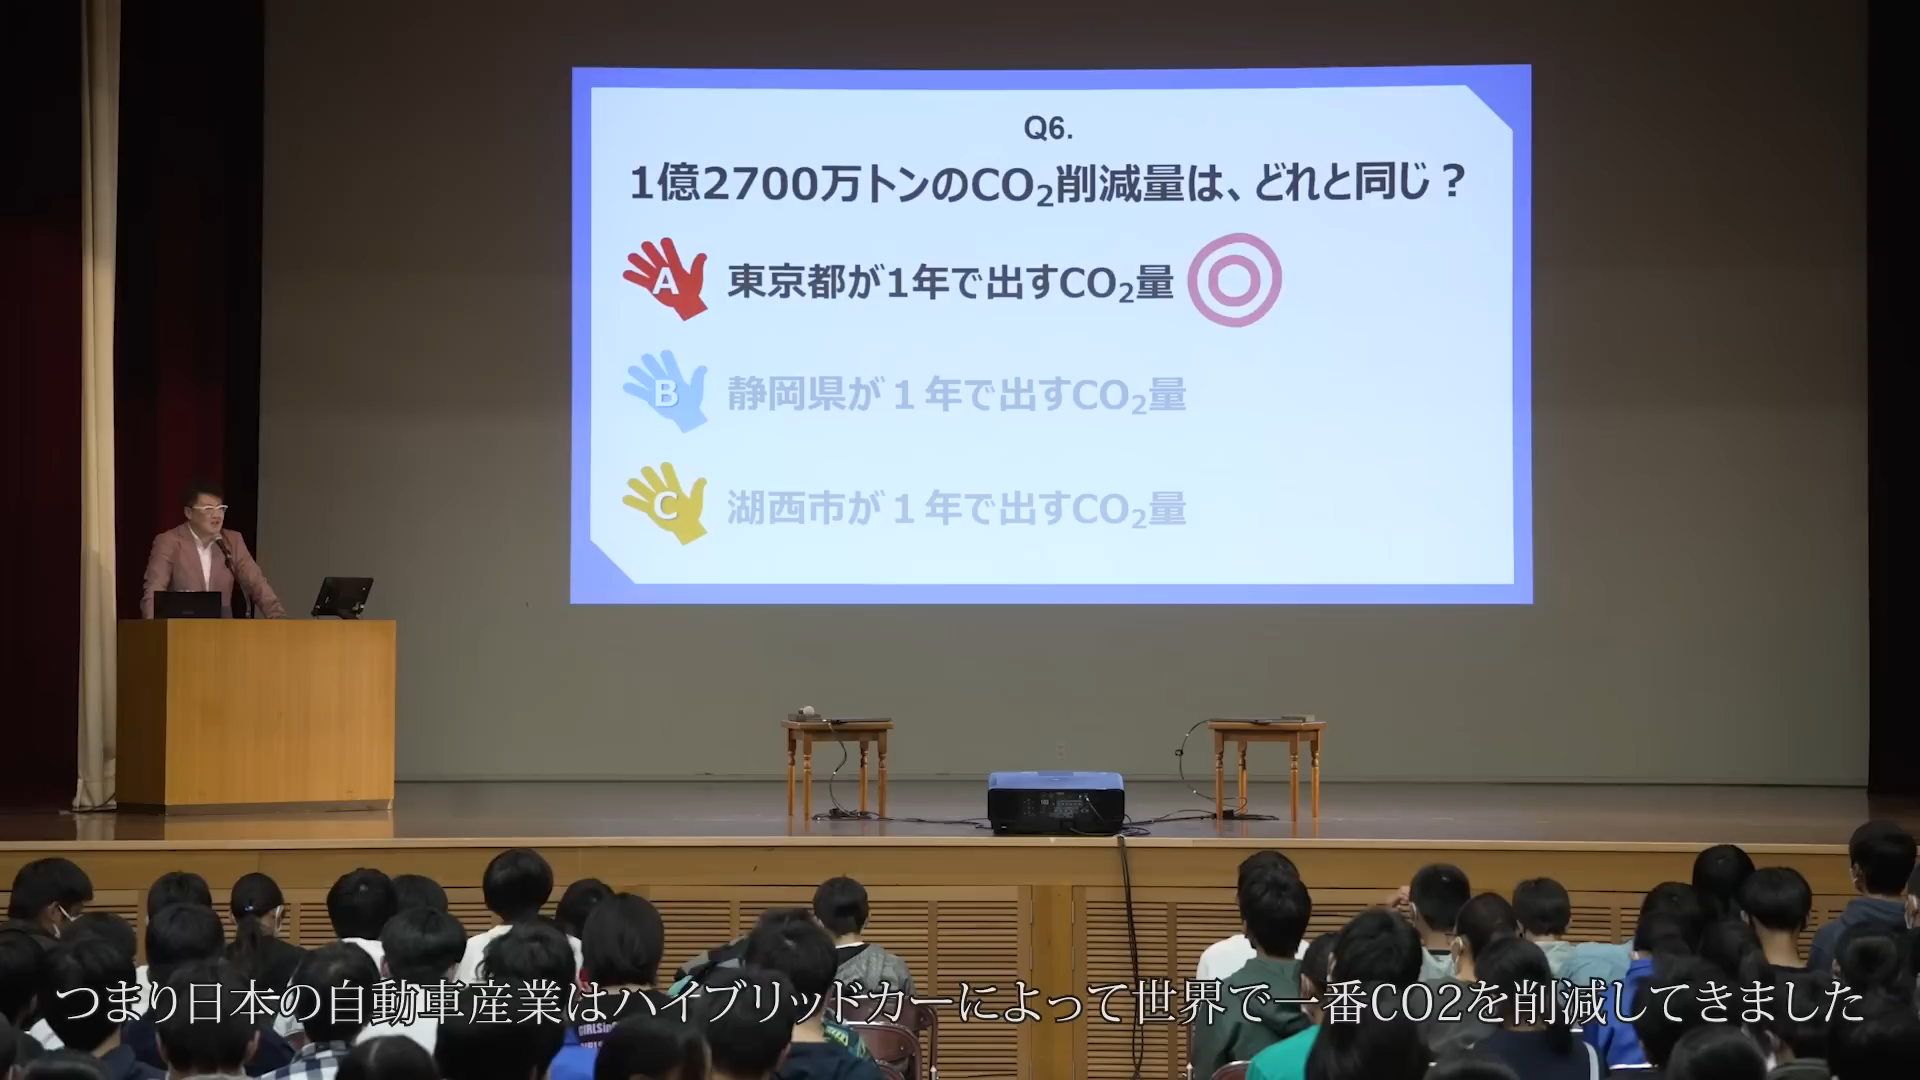 Q6.
1億2700万トンのCO₂削減量は、どれと同じ？
A 東京都が1年で出すCO₂量
B 静岡県が１年で出すCO₂量
C 湖西市が１年で出すCO₂量
つまり日本の自動車産業はハイブリッドカーによって世界で一番CO2を削減してきました